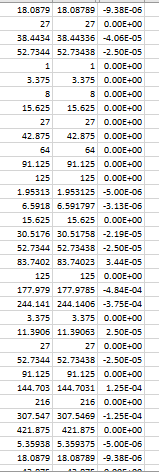 18.0879 18.08789 -9.38E-06
27 27 0.00E+00
38.4434 38.44336 -4.06E-05
52.7344 52.73438 -2.50E-05
1 1 0.00E+00
3.375 3.375 0.00E+00
8 8 0.00E+00
15.625 15.625 0.00E+00
27 27 0.00E+00
42.875 42.875 0.00E+00
64 64 0.00E+00
91.125 91.125 0.00E+00
125 125 0.00E+00
1.95313 1.953125 -5.00E-06
6.5918 6.591797 -3.13E-06
15.625 15.625 0.00E+00
30.5176 30.51758 -2.19E-05
52.7344 52.73438 -2.50E-05
83.7402 83.74023 3.44E-05
125 125 0.00E+00
177.979 177.9785 -4.84E-04
244.141 244.1406 -3.75E-04
3.375 3.375 0.00E+00
11.3906 11.39063 2.50E-05
27 27 0.00E+00
52.7344 52.73438 -2.50E-05
91.125 91.125 0.00E+00
144.703 144.7031 1.25E-04
216 216 0.00E+00
307.547 307.5469 -1.25E-04
421.875 421.875 0.00E+00
5.35938 5.359375 -5.00E-06
18.0879 18.08789 -9.38E-06